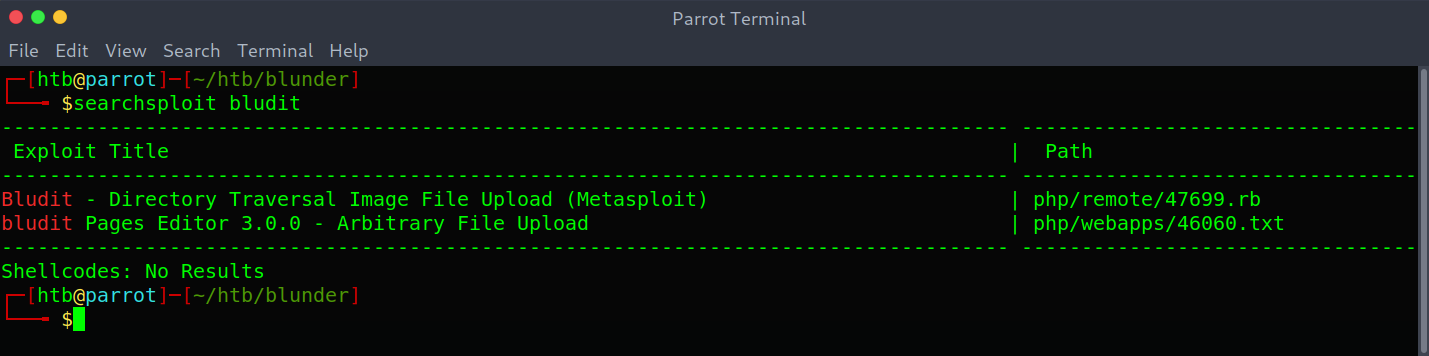 Parrot Terminal
File Edit View Search Terminal Help
┌─[htb@parrot]─[~/htb/blunder]
└──╼ $searchsploit bludit
----------------------------------------------------------------------------------- ---------------------------------
Exploit Title | Path
----------------------------------------------------------------------------------- ---------------------------------
Bludit - Directory Traversal Image File Upload (Metasploit) | php/remote/47699.rb
bludit Pages Editor 3.0.0 - Arbitrary File Upload | php/webapps/46060.txt
----------------------------------------------------------------------------------- ---------------------------------
Shellcodes: No Results
┌─[htb@parrot]─[~/htb/blunder]
└──╼ $